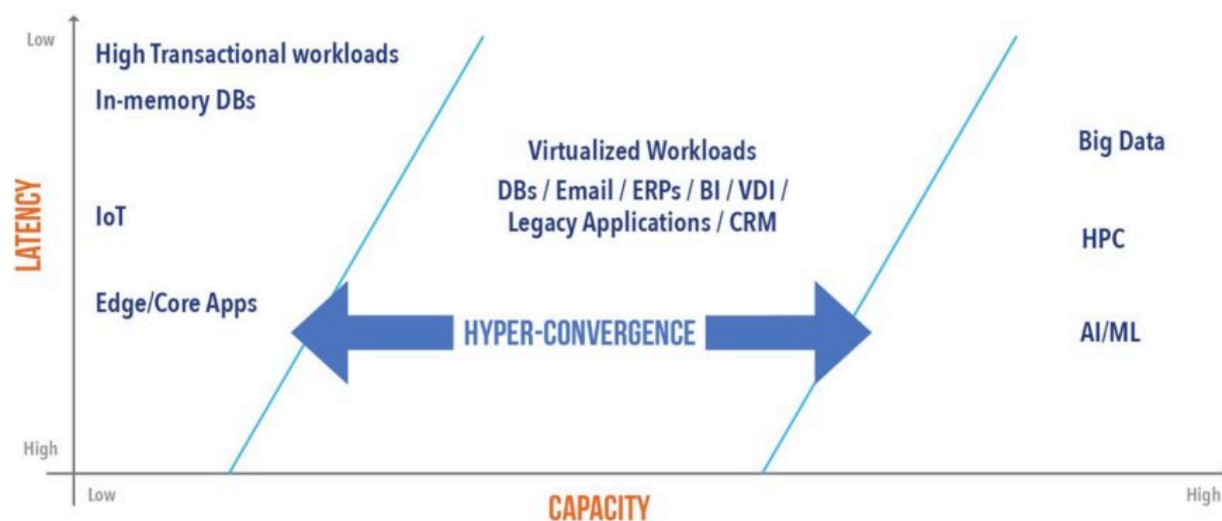 Low
High Transactional workloads
In-memory DBs
Virtualized Workloads
DBs / Email / ERPs / BI / VDI /
Legacy Applications / CRM
Big Data
LATENCY
IoT
HPC
Edge/Core Apps
HYPER-CONVERGENCE
AI/ML
High
Low
CAPACITY
High